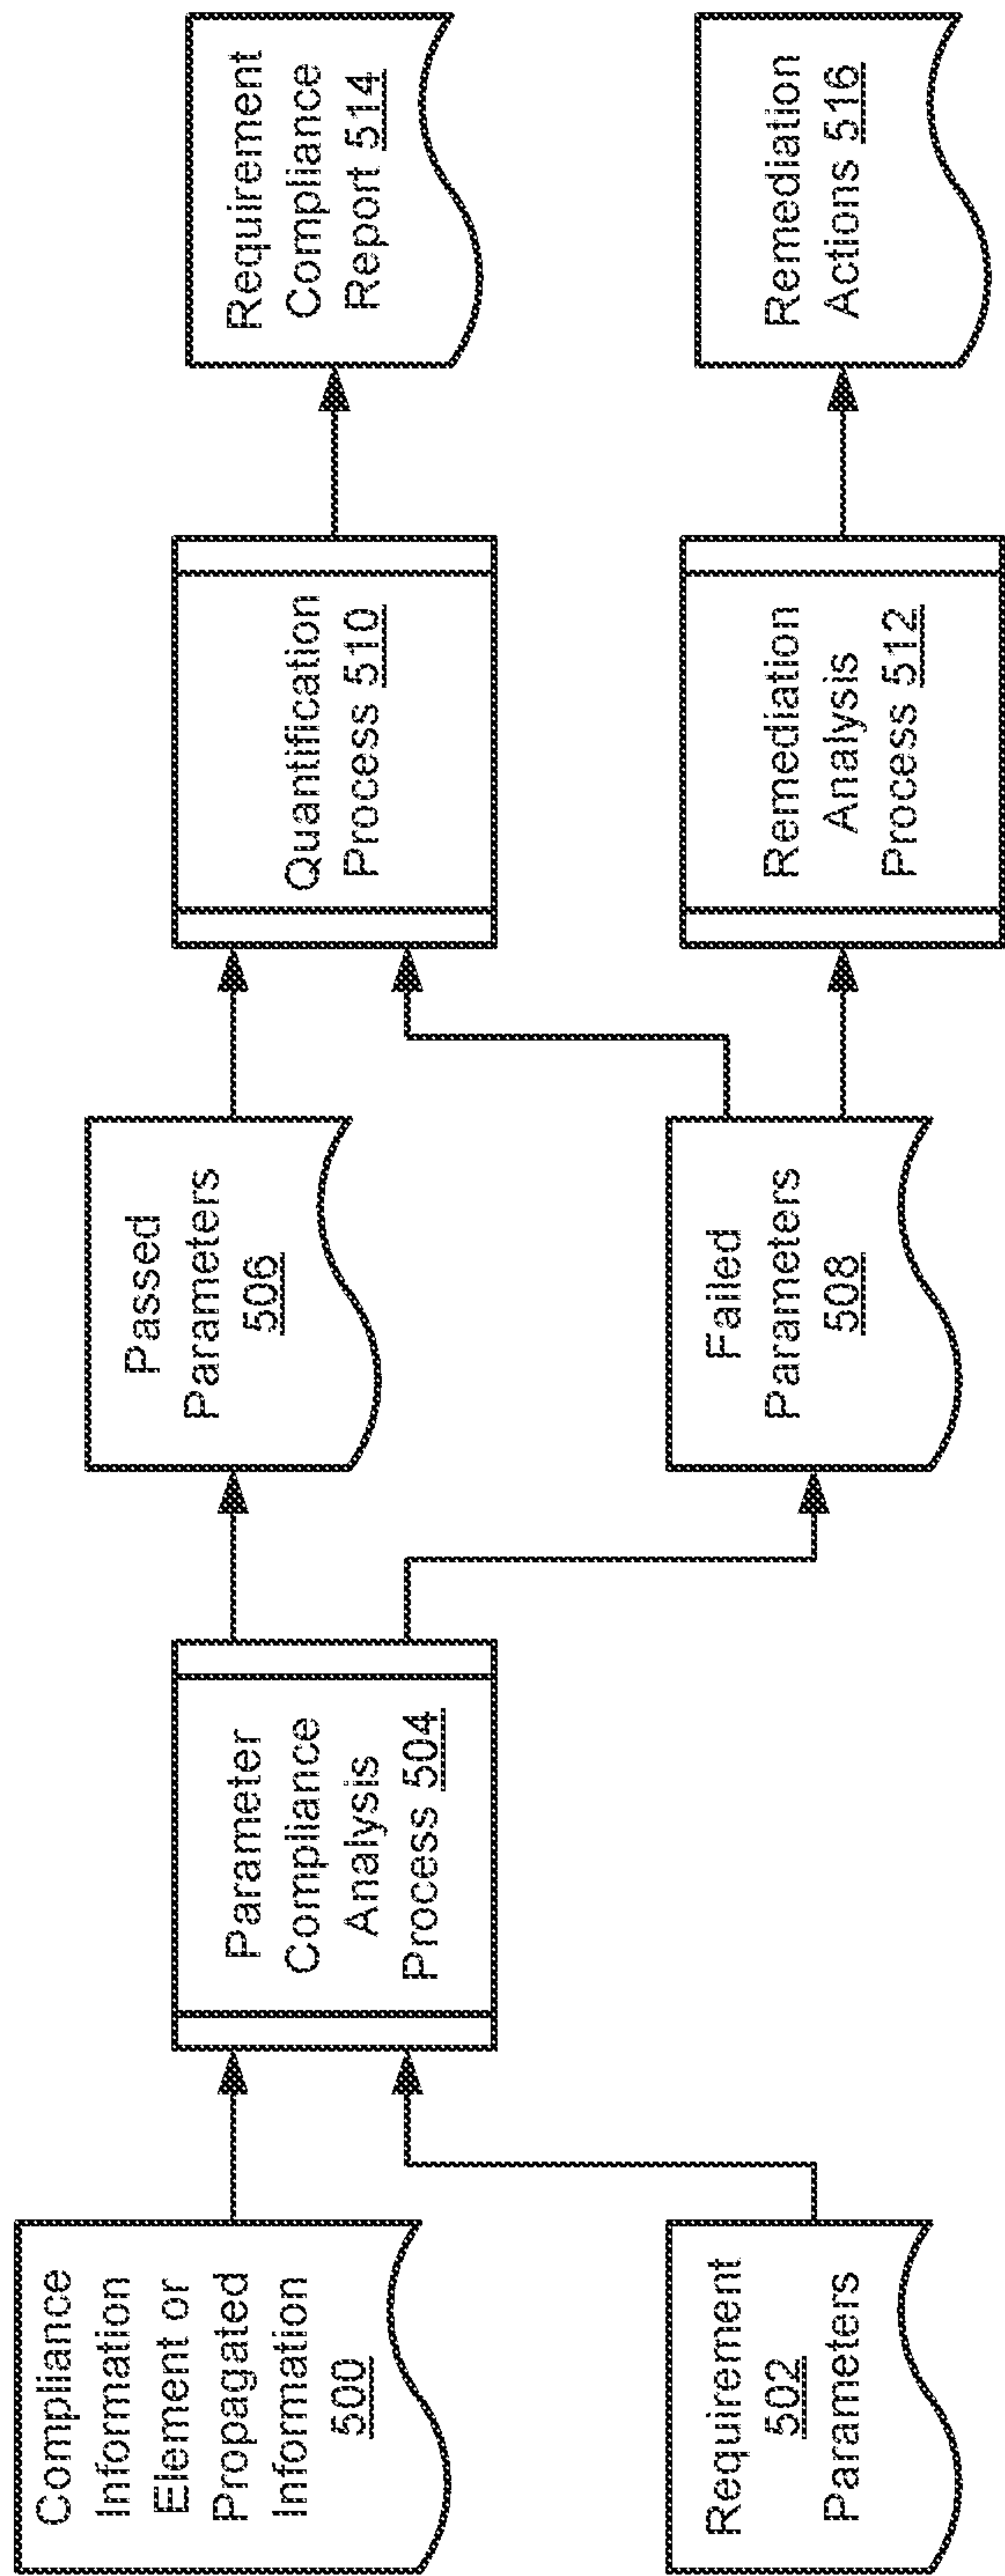 Compliance
Information
Element or
Propagated
Information
500
Requirement
502
Parameters
Parameter
Compliance
Analysis
Process 504
Passed
Parameters
506
Failed
Parameters
508
Quantification
Process 510
Remediation
Analysis
Process 512
Requirement
Compliance
Report 514
Remediation
Actions 516